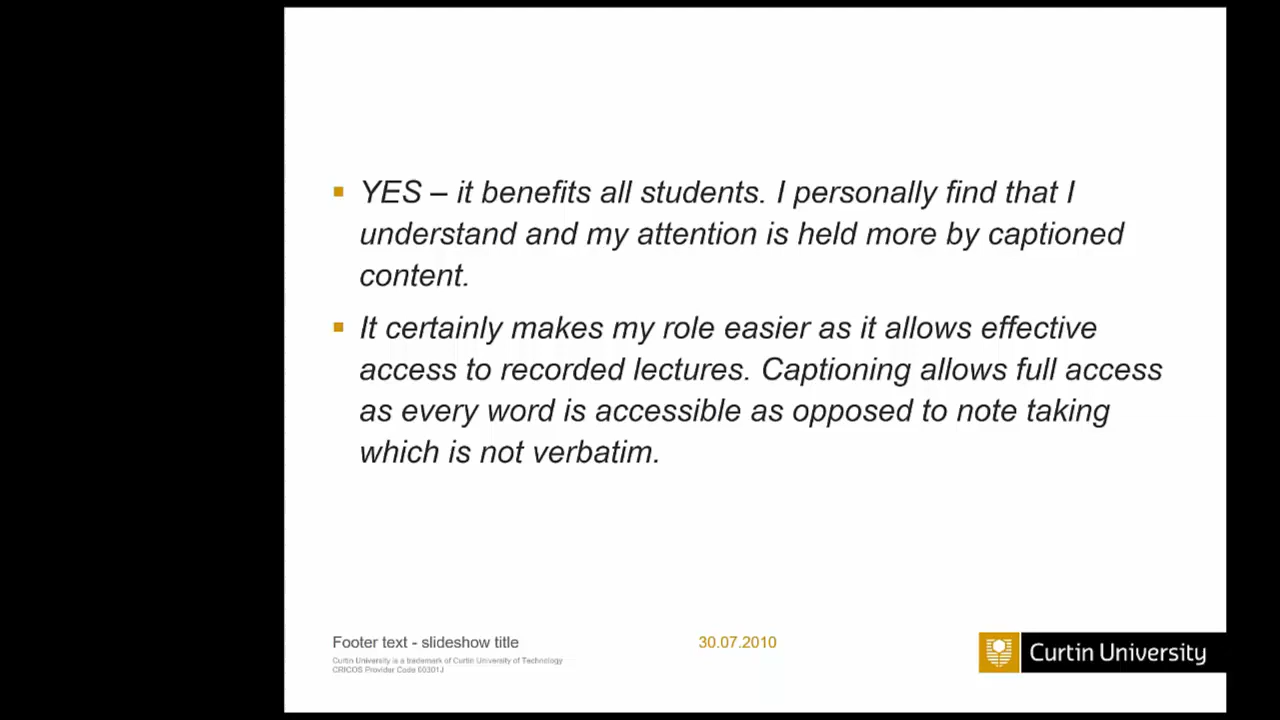 YES – it benefits all students. I personally find that I
understand and my attention is held more by captioned
content.
It certainly makes my role easier as it allows effective
access to recorded lectures. Captioning allows full access
as every word is accessible as opposed to note taking
which is not verbatim.
Footer text - slideshow title
30.07.2010
Curtin University is a trademark of Curtin University of Technology
CRICOS Provider Code 00301J
Curtin University